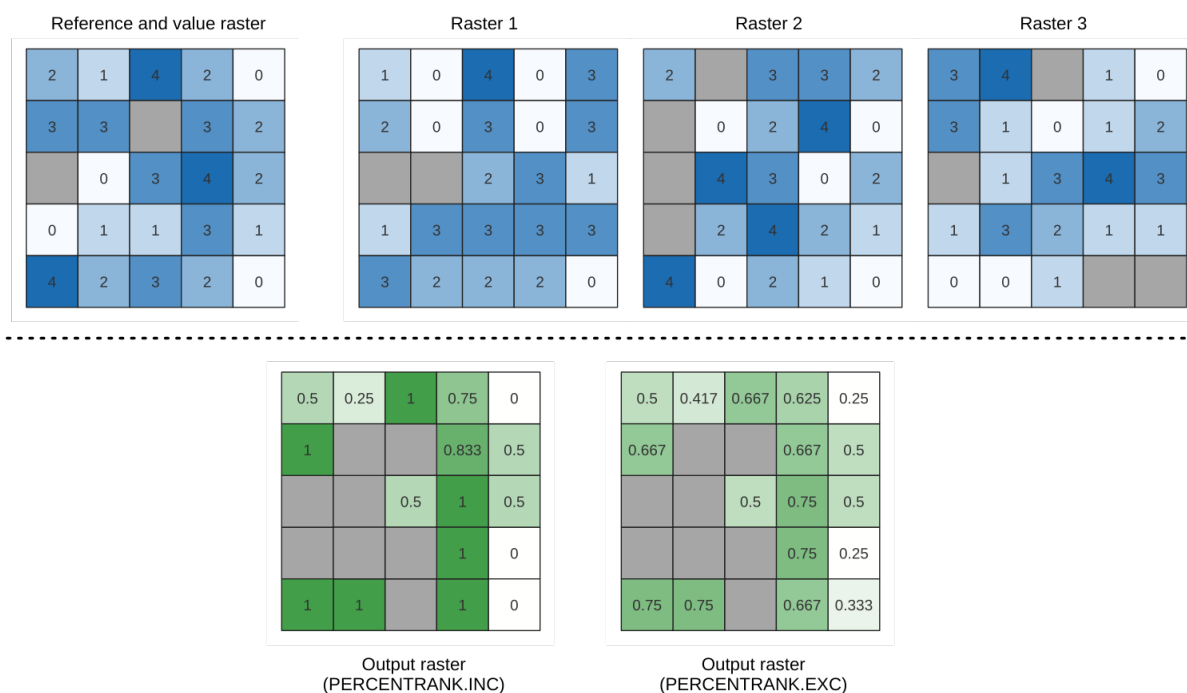 Reference and value raster Raster 1 Raster 2 Raster 3
2 1 4 2 0 1 0 4 0 3 2 3 3 2 3 4 1 0
3 3 3 2 2 0 3 0 3 0 2 4 0 3 1 0 1 2
0 3 4 2 2 3 1 4 3 0 2 1 3 4 3
0 1 1 3 1 1 3 3 3 3 2 4 2 1 1 3 2 1 1
4 2 3 2 0 3 2 2 2 0 4 0 2 1 0 0 0 1
0.5 0.25 1 0.75 0 0.5 0.417 0.667 0.625 0.25
1 0.833 0.5 0.667 0.667 0.5
0.5 1 0.5 0.5 0.75 0.5
1 0 0.75 0.25
1 1 1 0 0.75 0.75 0.667 0.333
Output raster Output raster
(PERCENTRANK.INC) (PERCENTRANK.EXC)